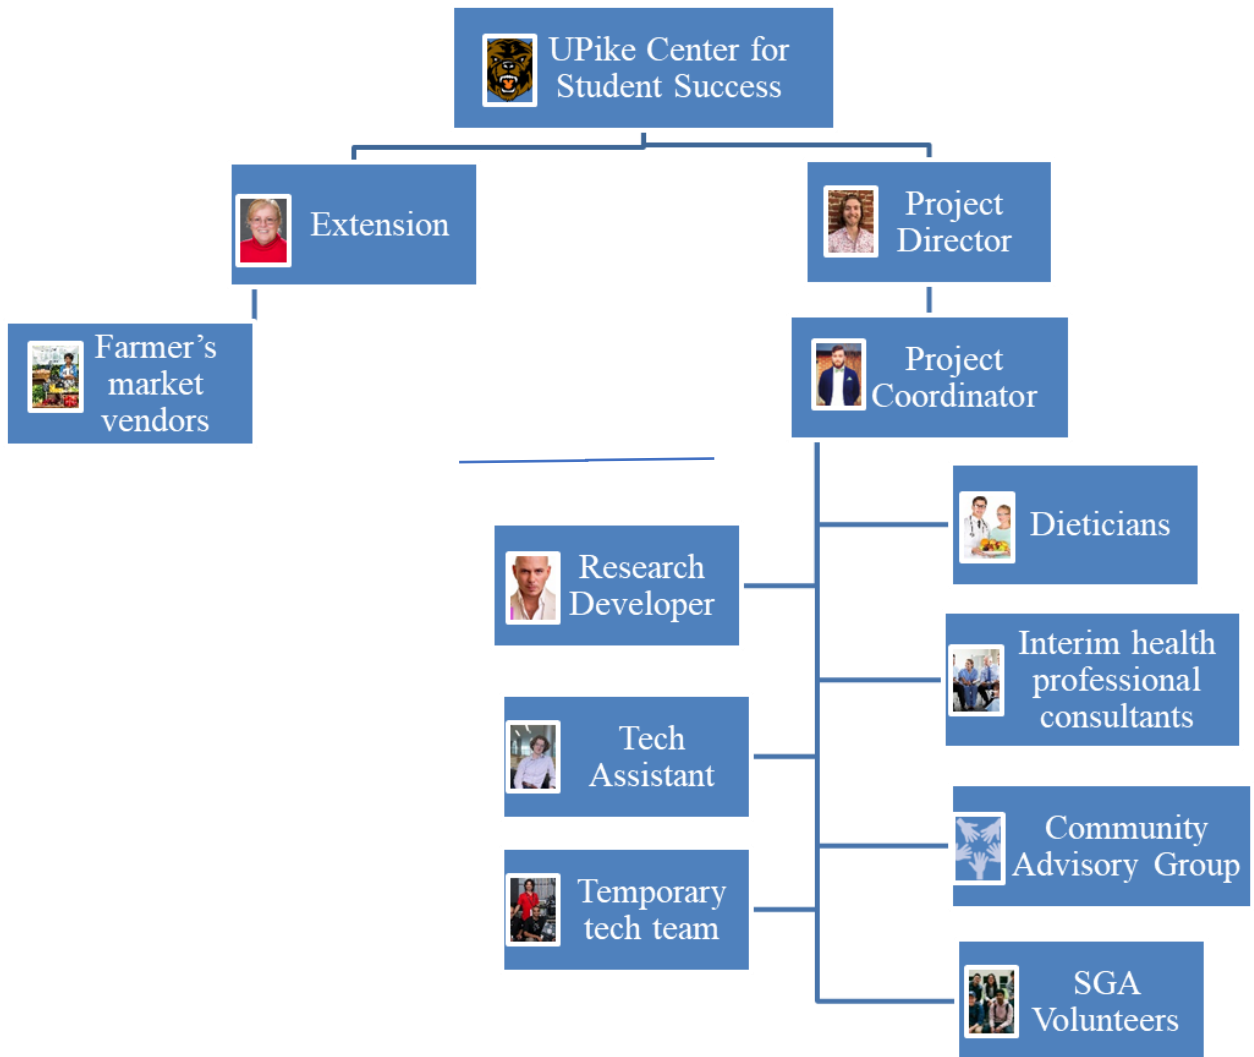 UPike Center for
Student Success
Extension
Project
Director
Farmer’s
market
vendors
Project
Coordinator
Dieticians
Research
Developer
Interim health
professional
consultants
Tech
Assistant
Community
Advisory Group
Temporary
tech team
SGA
Volunteers